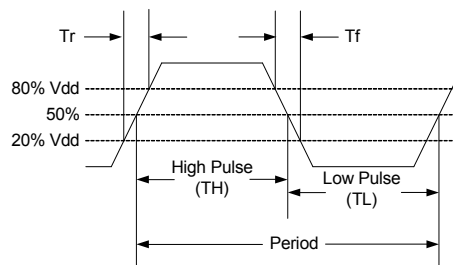 Tr
Tf
80% Vdd
50%
20% Vdd
High Pulse
(TH)
Low Pulse
(TL)
Period